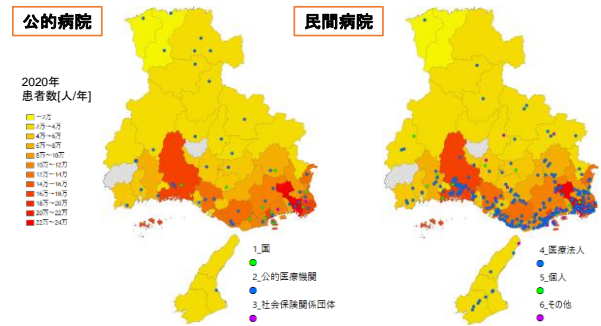 公的病院
民間病院
2020年
患者数[人/年]
～2万
2万～4万
4万～6万
6万～8万
8万～10万
10万～12万
12万～14万
14万～16万
16万～18万
18万～20万
20万～22万
22万～24万
1_国
2_公的医療機関
3_社会保険関係団体
4_医療法人
5_個人
6_その他